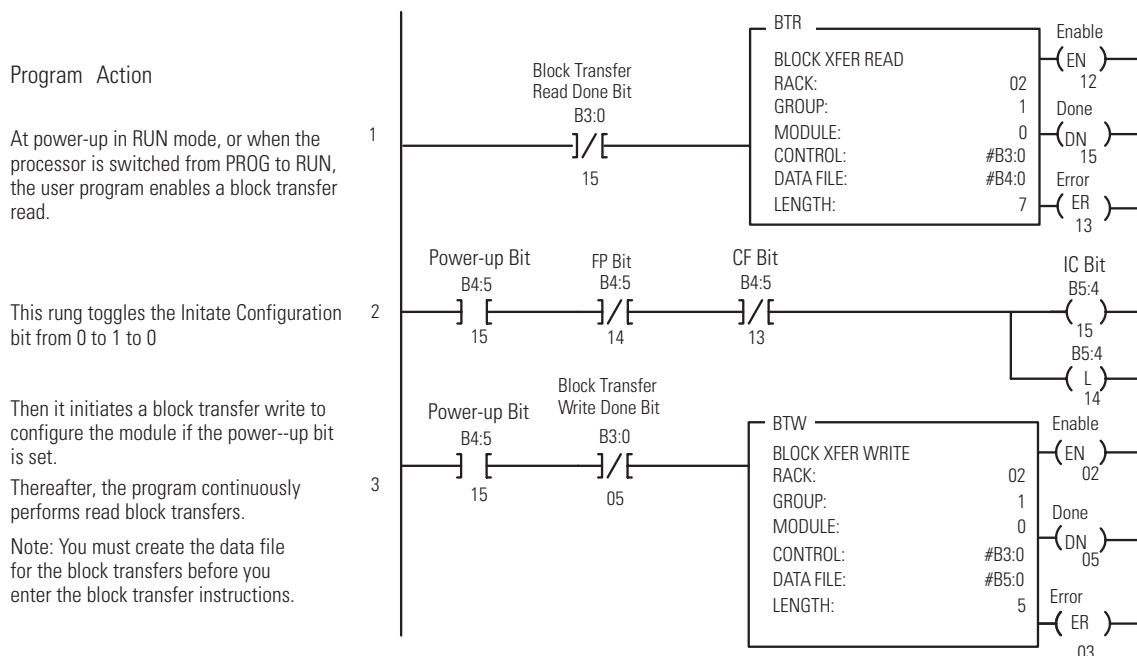 Program Action
At power-up in RUN mode, or when the
processor is switched from PROG to RUN,
the user program enables a block transfer
read.
1
Block Transfer
Read Done Bit
B3:0
15
BTR
BLOCK XFER READ
RACK: 02
GROUP: 1
MODULE: 0
CONTROL: #B3:0
DATA FILE: #B4:0
LENGTH: 7
Enable
EN
12
Done
DN
15
Error
ER
13
This rung toggles the Initate Configuration
bit from 0 to 1 to 0
2
Power-up Bit
B4:5
15
FP Bit
B4:5
14
CF Bit
B4:5
13
IC Bit
B5:4
15
B5:4
L
14
Then it initiates a block transfer write to
configure the module if the power--up bit
is set.
Thereafter, the program continuously
performs read block transfers.
Note: You must create the data file
for the block transfers before you
enter the block transfer instructions.
3
Power-up Bit
B4:5
15
Block Transfer
Write Done Bit
B3:0
05
BTW
BLOCK XFER WRITE
RACK: 02
GROUP: 1
MODULE: 0
CONTROL: #B3:0
DATA FILE: #B5:0
LENGTH: 5
Enable
EN
02
Done
DN
05
Error
ER
03